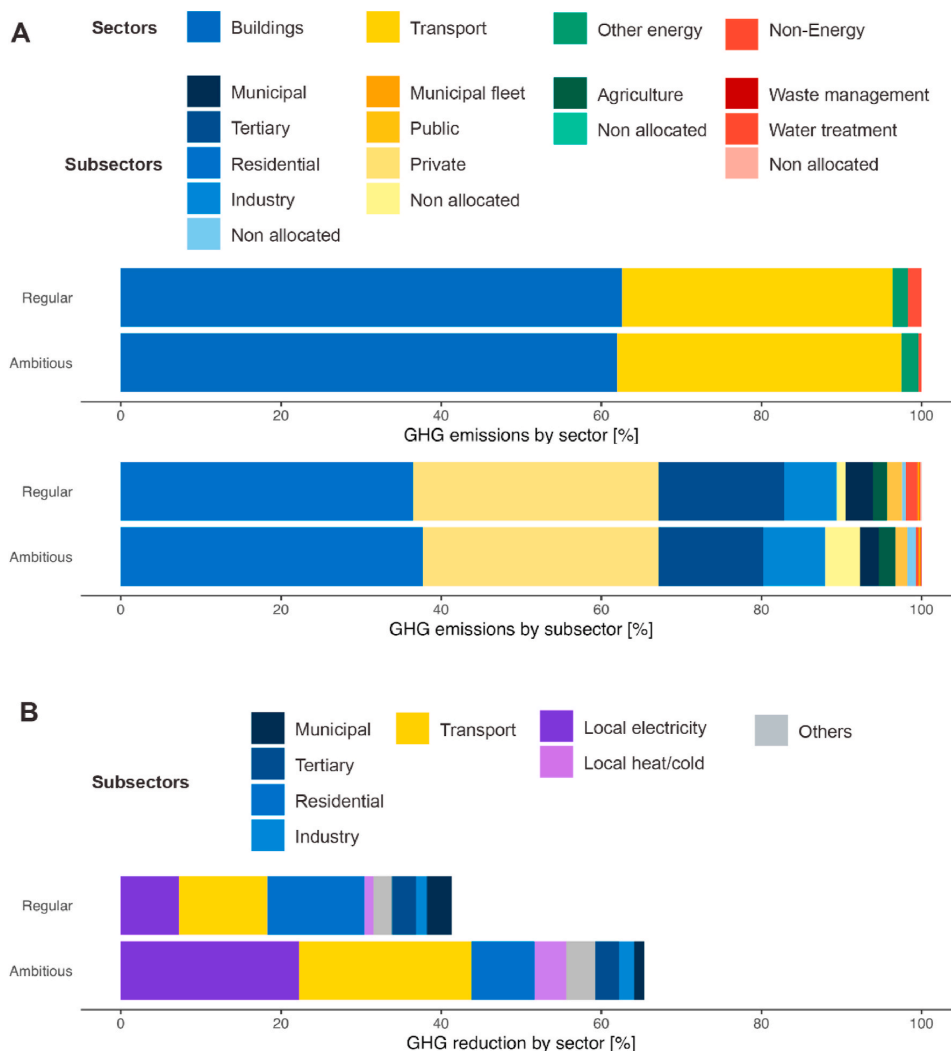 A
Sectors Buildings Transport Other energy Non-Energy
Municipal Municipal fleet Agriculture Waste management
Tertiary Public Non allocated Water treatment
Subsectors Residential Private Non allocated
Industry Non allocated
Non allocated
Regular
Ambitious
0 20 40 60 80 100
GHG emissions by sector [%]
Regular
Ambitious
0 20 40 60 80 100
GHG emissions by subsector [%]
B
Municipal Transport Local electricity Others
Tertiary Local heat/cold
Subsectors
Residential
Industry
Regular
Ambitious
0 20 40 60 80 100
GHG reduction by sector [%]